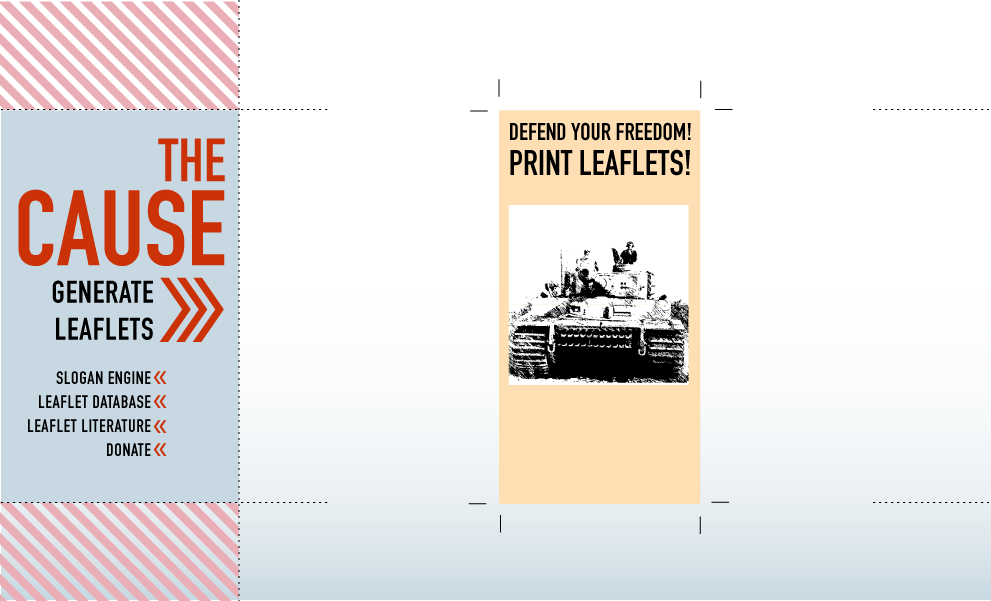 THE
CAUSE
GENERATE
LEAFLETS
SLOGAN ENGINE
LEAFLET DATABASE
LEAFLET LITERATURE
DONATE
DEFEND YOUR FREEDOM!
PRINT LEAFLETS!